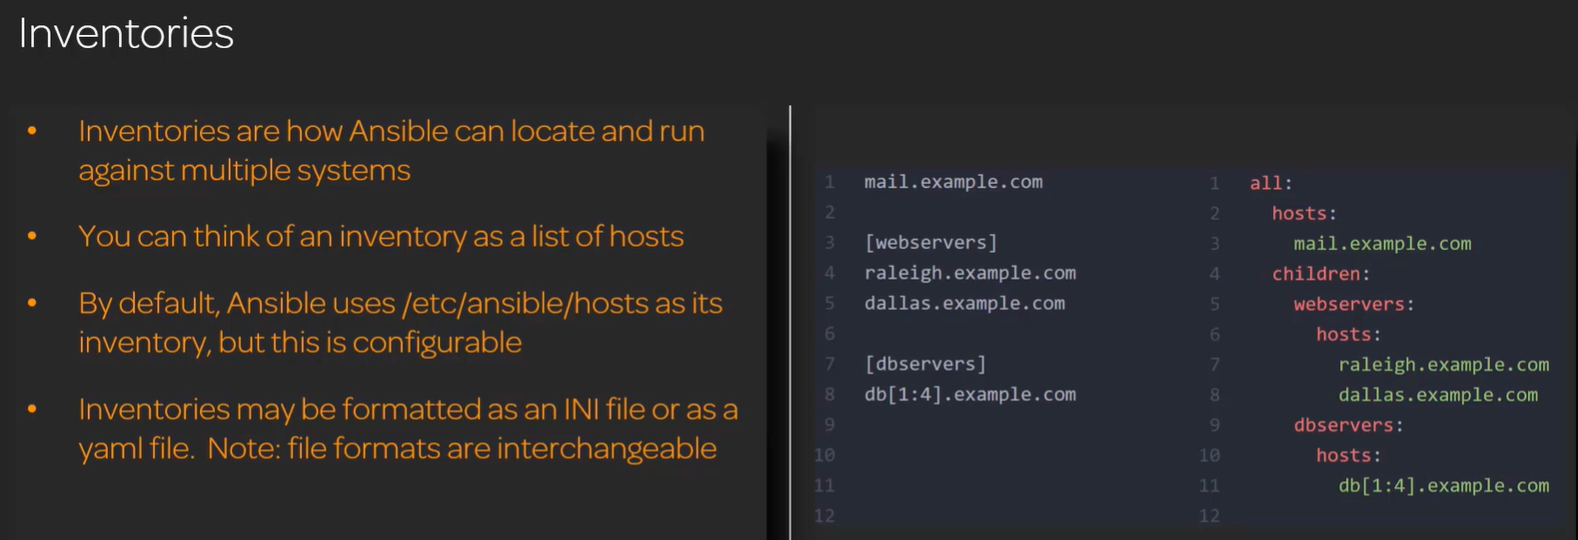 Inventories
• Inventories are how Ansible can locate and run
against multiple systems
• You can think of an inventory as a list of hosts
• By default, Ansible uses /etc/ansible/hosts as its
inventory, but this is configurable
• Inventories may be formatted as an INI file or as a
yaml file. Note: file formats are interchangeable
1 mail.example.com
2
3 [webservers]
4 raleigh.example.com
5 dallas.example.com
6
7 [dbservers]
8 db[1:4].example.com
9
10
11
12
1 all:
2 hosts:
3 mail.example.com
4 children:
5 webservers:
6 hosts:
7 raleigh.example.com
8 dallas.example.com
9 dbservers:
10 hosts:
11 db[1:4].example.com
12